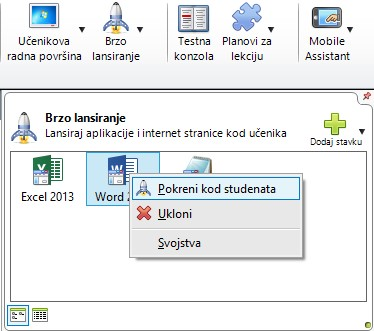 Učenikova
radna površina
Brzo
lansiranje
Testna
konzola
Planovi za
lekciju
Mobile
Assistant
Brzo lansiranje
Lansiraj aplikacije i internet stranice kod učenika
Dodaj stavku
Excel 2013
Word
Pokreni kod studenata
Ukloni
Svojstva